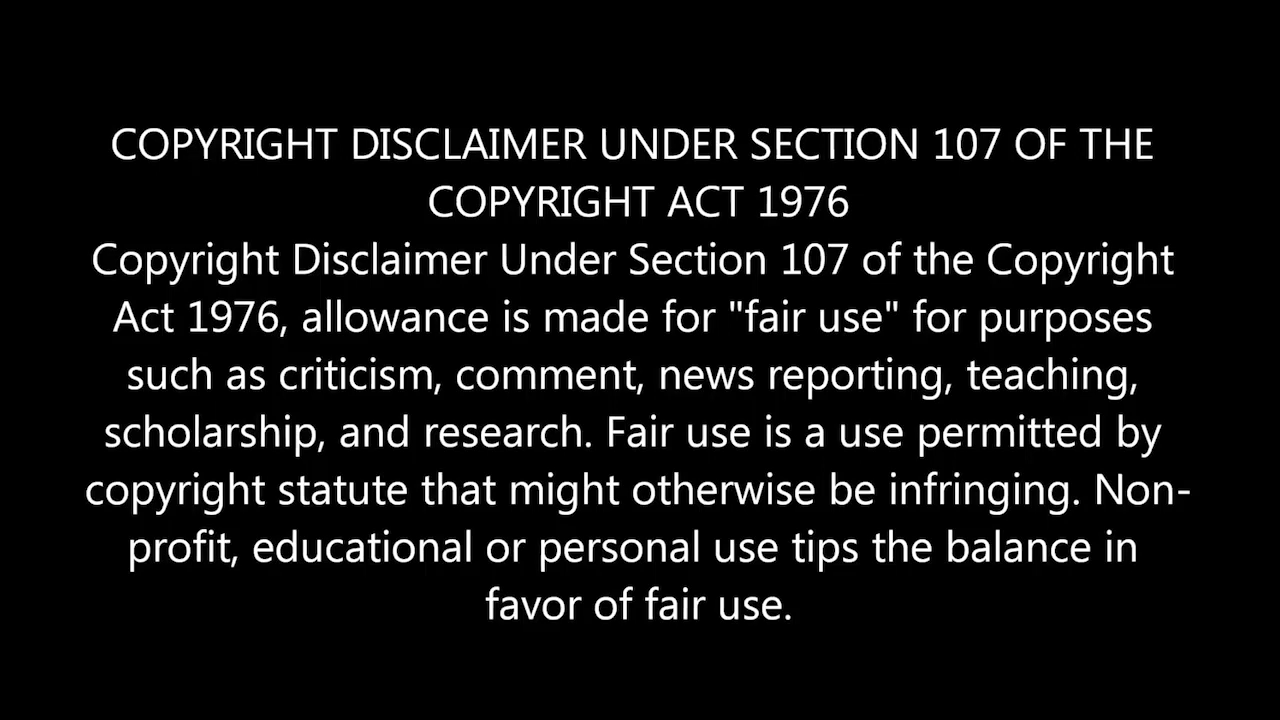 COPYRIGHT DISCLAIMER UNDER SECTION 107 OF THE
COPYRIGHT ACT 1976
Copyright Disclaimer Under Section 107 of the Copyright
Act 1976, allowance is made for "fair use" for purposes
such as criticism, comment, news reporting, teaching,
scholarship, and research. Fair use is a use permitted by
copyright statute that might otherwise be infringing. Non-
profit, educational or personal use tips the balance in
favor of fair use.